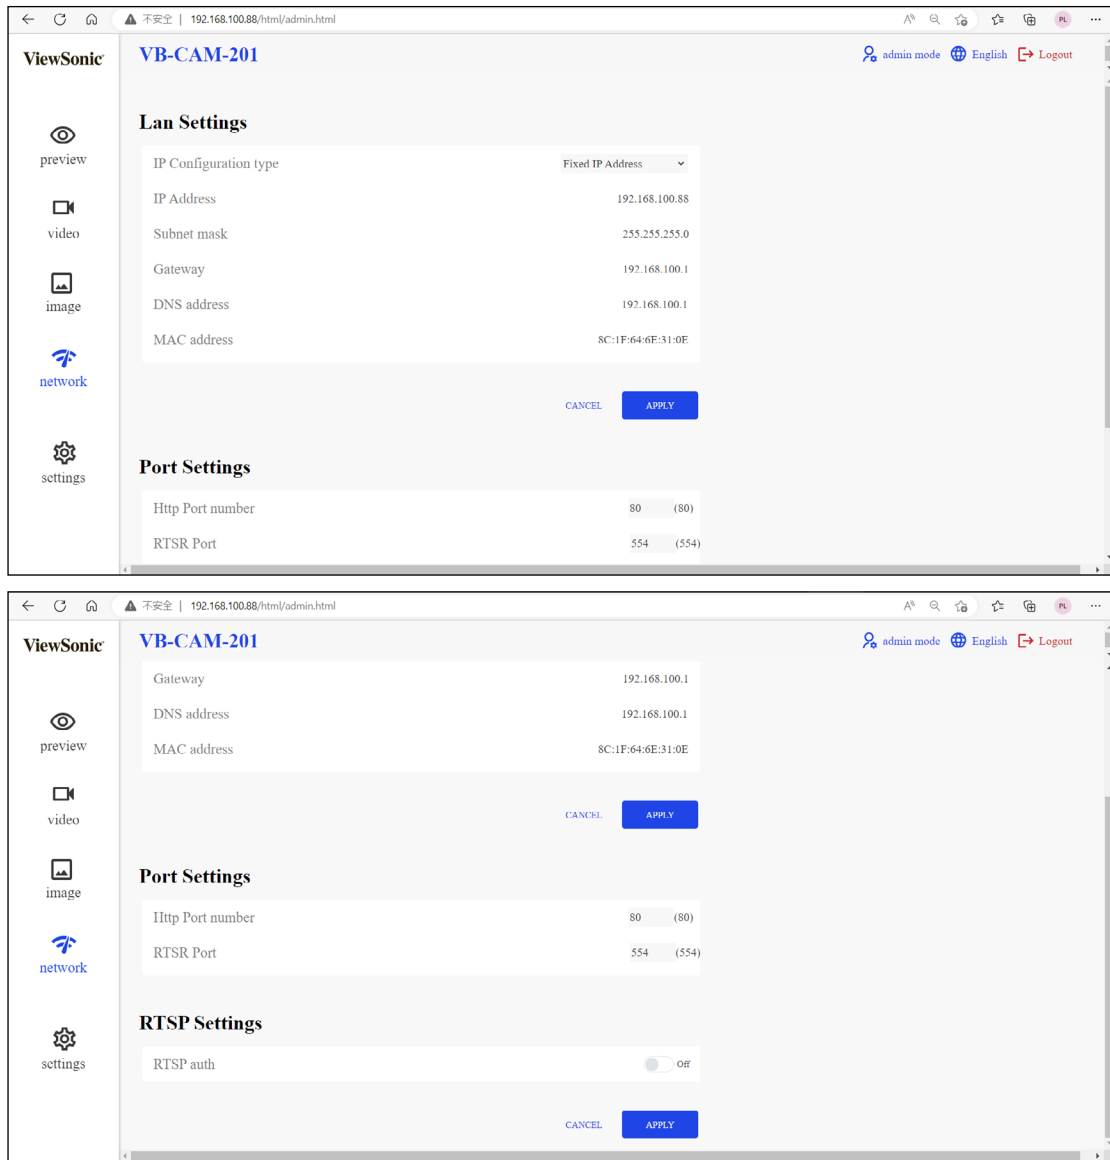 不安全 | 192.168.100.88/html/admin.html
PL
ViewSonic
VB-CAM-201
admin mode English Logout
preview
video
image
network
settings
Lan Settings
IP Configuration type Fixed IP Address
IP Address 192.168.100.88
Subnet mask 255.255.255.0
Gateway 192.168.100.1
DNS address 192.168.100.1
MAC address 8C:1F:64:6E:31:0E
CANCEL APPLY
Port Settings
Http Port number 80 (80)
RTSR Port 554 (554)
不安全 | 192.168.100.88/html/admin.html
PL
ViewSonic
VB-CAM-201
admin mode English Logout
preview
video
image
network
settings
Gateway 192.168.100.1
DNS address 192.168.100.1
MAC address 8C:1F:64:6E:31:0E
CANCEL APPLY
Port Settings
Http Port number 80 (80)
RTSR Port 554 (554)
RTSP Settings
RTSP auth Off
CANCEL APPLY